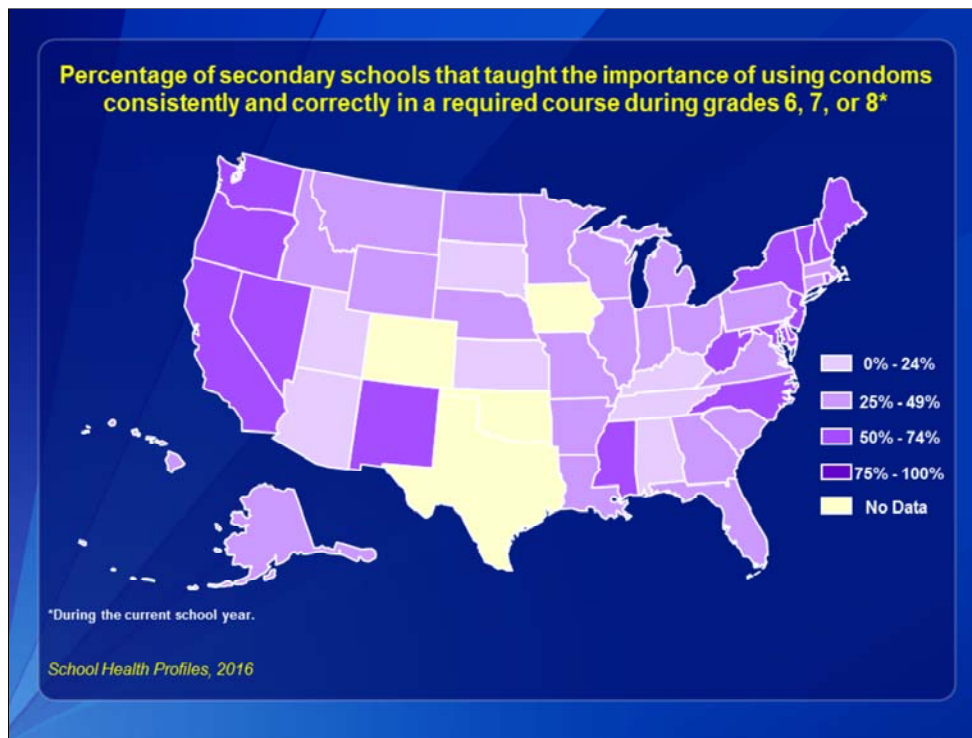 Percentage of secondary schools that taught the importance of using condoms
consistently and correctly in a required course during grades 6, 7, or 8*
0% - 24%
25% - 49%
50% - 74%
75% - 100%
No Data
*During the current school year.
School Health Profiles, 2016